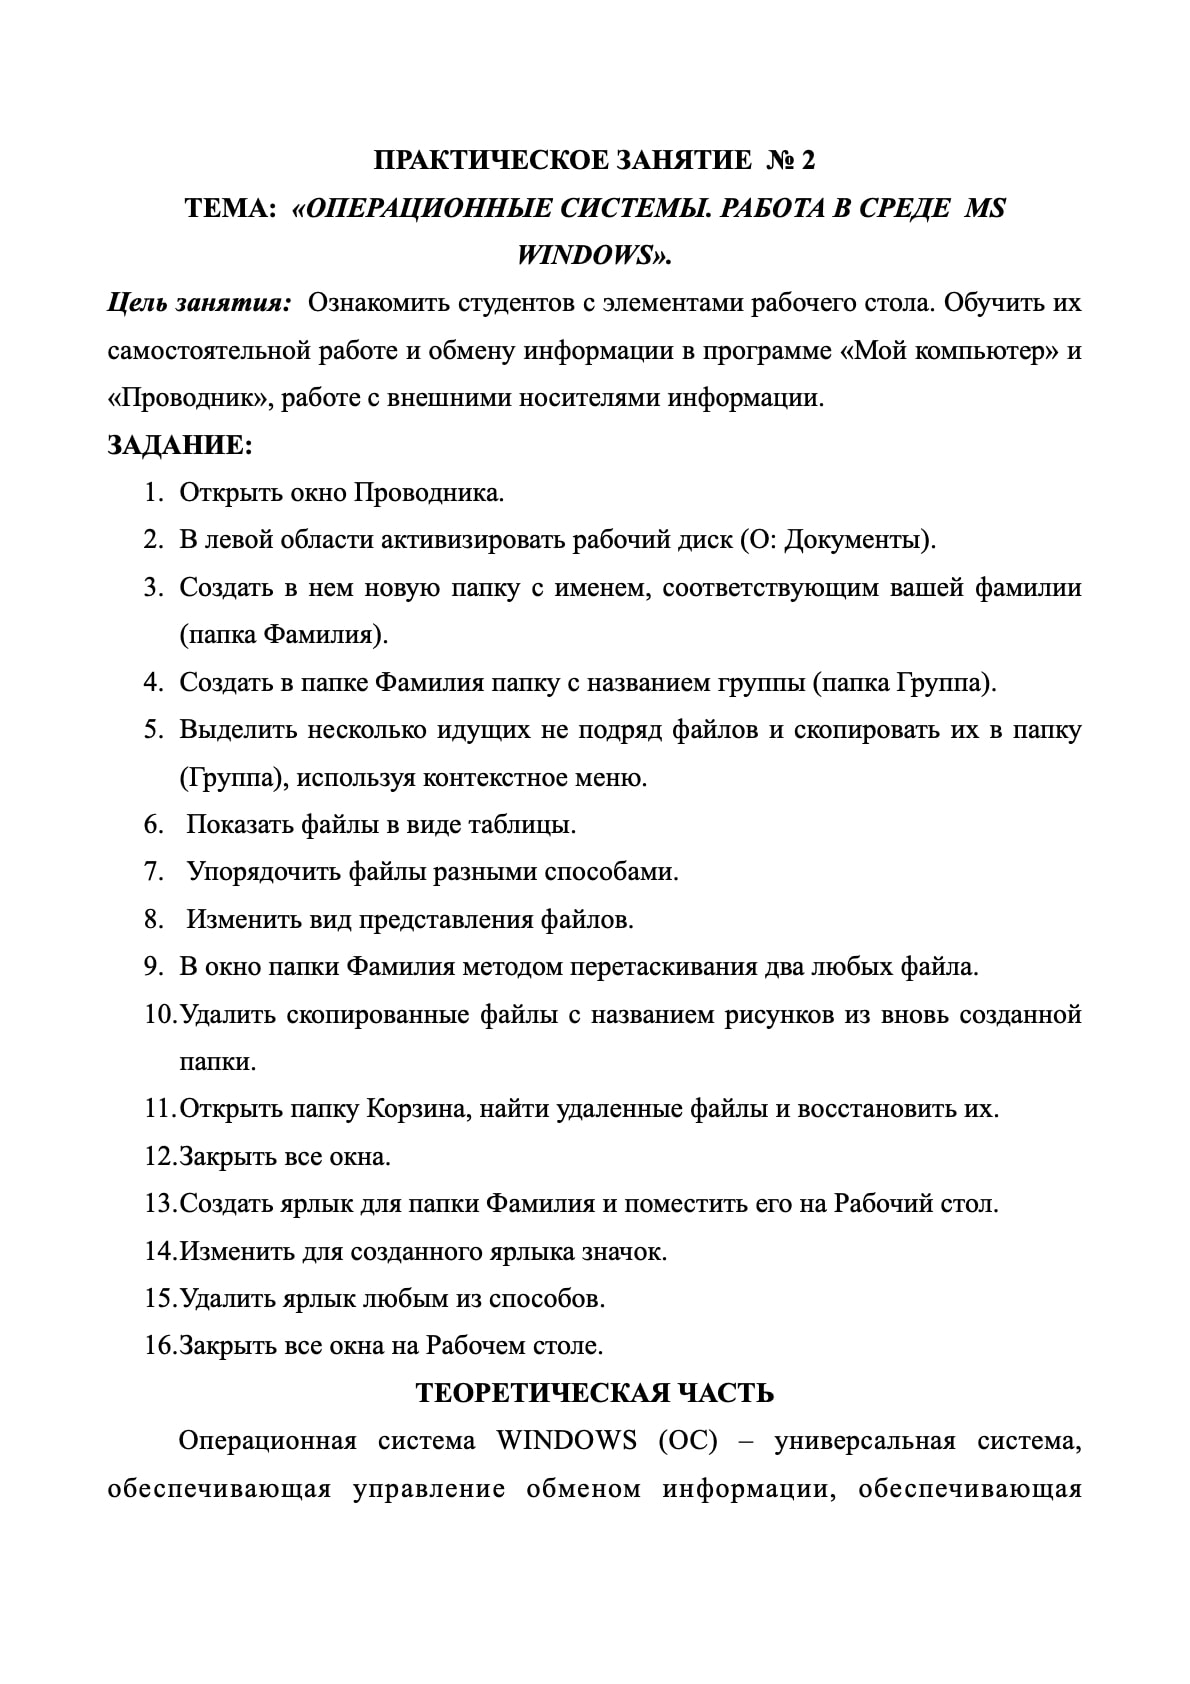 ПРАКТИЧЕСКОЕ ЗАНЯТИЕ № 2
ТЕМА: «ОПЕРАЦИОННЫЕ СИСТЕМЫ. РАБОТА В СРЕДЕ MS
WINDOWS».
Цель занятия: Ознакомить студентов с элементами рабочего стола. Обучить их
самостоятельной работе и обмену информации в программе «Мой компьютер» и
«Проводник», работе с внешними носителями информации.
ЗАДАНИЕ:
1. Открыть окно Проводника.
2. В левой области активизировать рабочий диск (О: Документы).
3. Создать в нем новую папку с именем, соответствующим вашей фамилии
(папка Фамилия).
4. Создать в папке Фамилия папку с названием группы (папка Группа).
5. Выделить несколько идущих не подряд файлов и скопировать их в папку
(Группа), используя контекстное меню.
6. Показать файлы в виде таблицы.
7. Упорядочить файлы разными способами.
8. Изменить вид представления файлов.
9. В окно папки Фамилия методом перетаскивания два любых файла.
10.Удалить скопированные файлы с названием рисунков из вновь созданной
папки.
11.Открыть папку Корзина, найти удаленные файлы и восстановить их.
12.Закрыть все окна.
13.Создать ярлык для папки Фамилия и поместить его на Рабочий стол.
14.Изменить для созданного ярлыка значок.
15.Удалить ярлык любым из способов.
16.Закрыть все окна на Рабочем столе.
ТЕОРЕТИЧЕСКАЯ ЧАСТЬ
Операционная система WINDOWS (ОС) – универсальная система,
обеспечивающая управление обменом информации, обеспечивающая